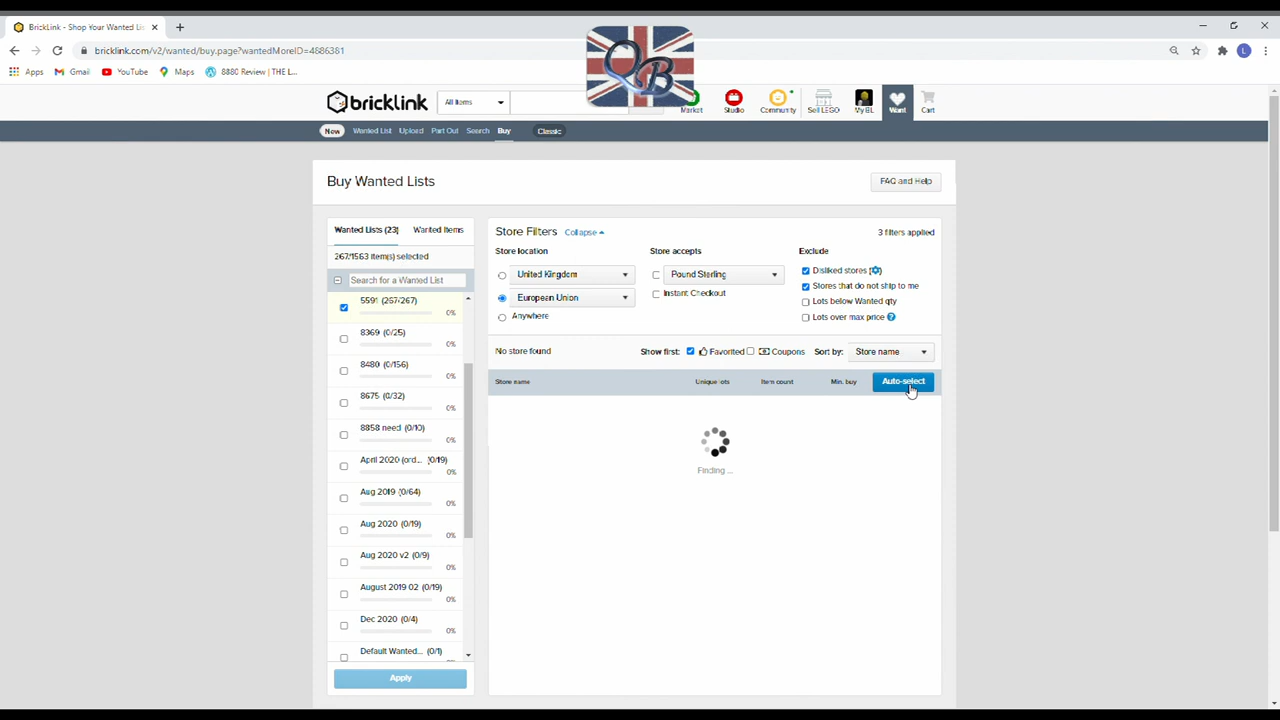 BrickLink - Shop Your Wanted Li
bricklink.com/v2/wanted/buy.page?wantedMoreID=4886381
L
Apps Gmail YouTube Maps 8880 Review | THE L...
QB
bricklink All Items Market Studio Community Sell LEGO My BL Want Cart
New Wanted List Upload Part Out Search Buy Classic
Buy Wanted Lists
FAQ and Help
Wanted Lists (23) Wanted Items
267/1563 item(s) selected
Search for a Wanted List
5591 (267/267)
0%
8369 (0/25)
0%
8480 (0/156)
0%
8675 (0/32)
0%
8858 need (0/10)
0%
April 2020 (ord... (0/19)
0%
Aug 2019 (0/64)
0%
Aug 2020 (0/19)
0%
Aug 2020 v2 (0/9)
0%
August 2019 02 (0/19)
0%
Dec 2020 (0/4)
0%
Default Wanted... (0/1)
Apply
Store Filters Collapse
3 filters applied
Store location Store accepts Exclude
United Kingdom
European Union
Anywhere
Pound Sterling
Instant Checkout
Disliked stores
Stores that do not ship to me
Lots below Wanted qty
Lots over max price ?
No store found
Show first: Favorited Coupons Sort by: Store name
Store name Unique lots Item count Min. buy Auto-select
Finding ...